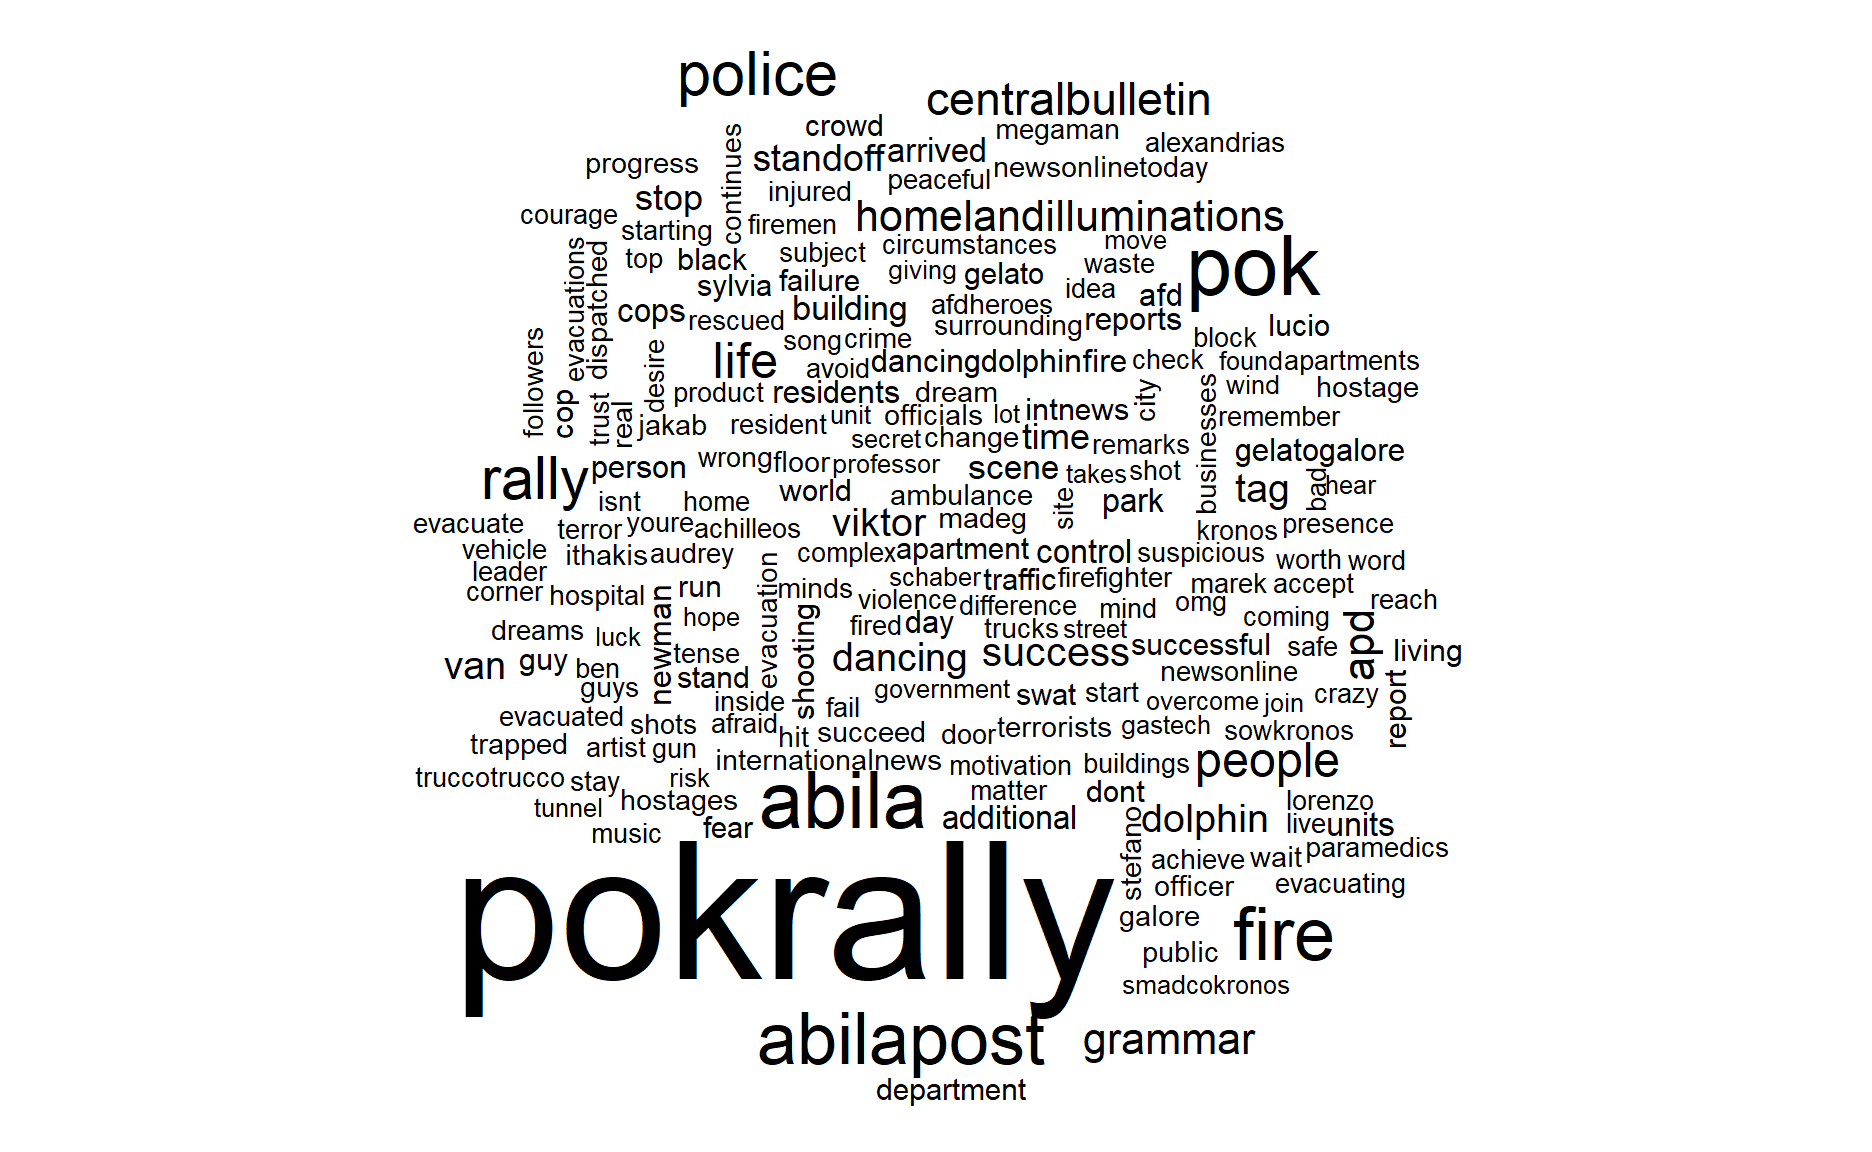 police
centralbulletin
crowd
megaman
alexandrias
continues
progress
standoff
arrived
newsonlinetoday
peaceful
injured
stop
courage
firemen
homelandilluminations
starting
evacuations
dispatched
top
black
subject
circumstances
move
pok
sylvia
failure
giving
gelato
waste
idea
afd
cops
rescued
building
afdheroes
surrounding
reports
block
lucio
followers
desire
song
crime
life
avoid
dancingdolphinfire
check
found
apartments
cop
trust
real
product
residents
dream
city
businesses
wind
hostage
jakab
resident
unit
officials
lot
intnews
remember
secret
change
time
remarks
gelatogalore
rally
person
wrong
floor
professor
scene
takes
shot
tag
bad
hear
isnt
home
world
ambulance
site
park
evacuate
terror
youre
achilleos
viktor
madeg
kronos
presence
vehicle
ithakis
audrey
complex
apartment
control
suspicious
worth
word
leader
corner
hospital
newman
run
evacuation
minds
schaber
traffic
firefighter
marek
accept
hope
shooting
violence
difference
mind
omg
coming
reach
dreams
luck
fired
day
trucks
street
apd
van
guy
ben
tense
dancing
success
successful
safe
living
guys
stand
newsonline
inside
fail
government
swat
start
overcome
join
crazy
report
evacuated
shots
afraid
hit
succeed
door
terrorists
gastech
sowkronos
trapped
artist
gun
internationalnews
motivation
buildings
people
truccotrucco
stay
risk
abila
matter
dont
tunnel
hostages
additional
stefano
dolphin
lorenzo
live
units
music
fear
pokrally
achieve
wait
paramedics
officer
evacuating
galore
fire
public
smadcokronos
abilapost
grammar
department